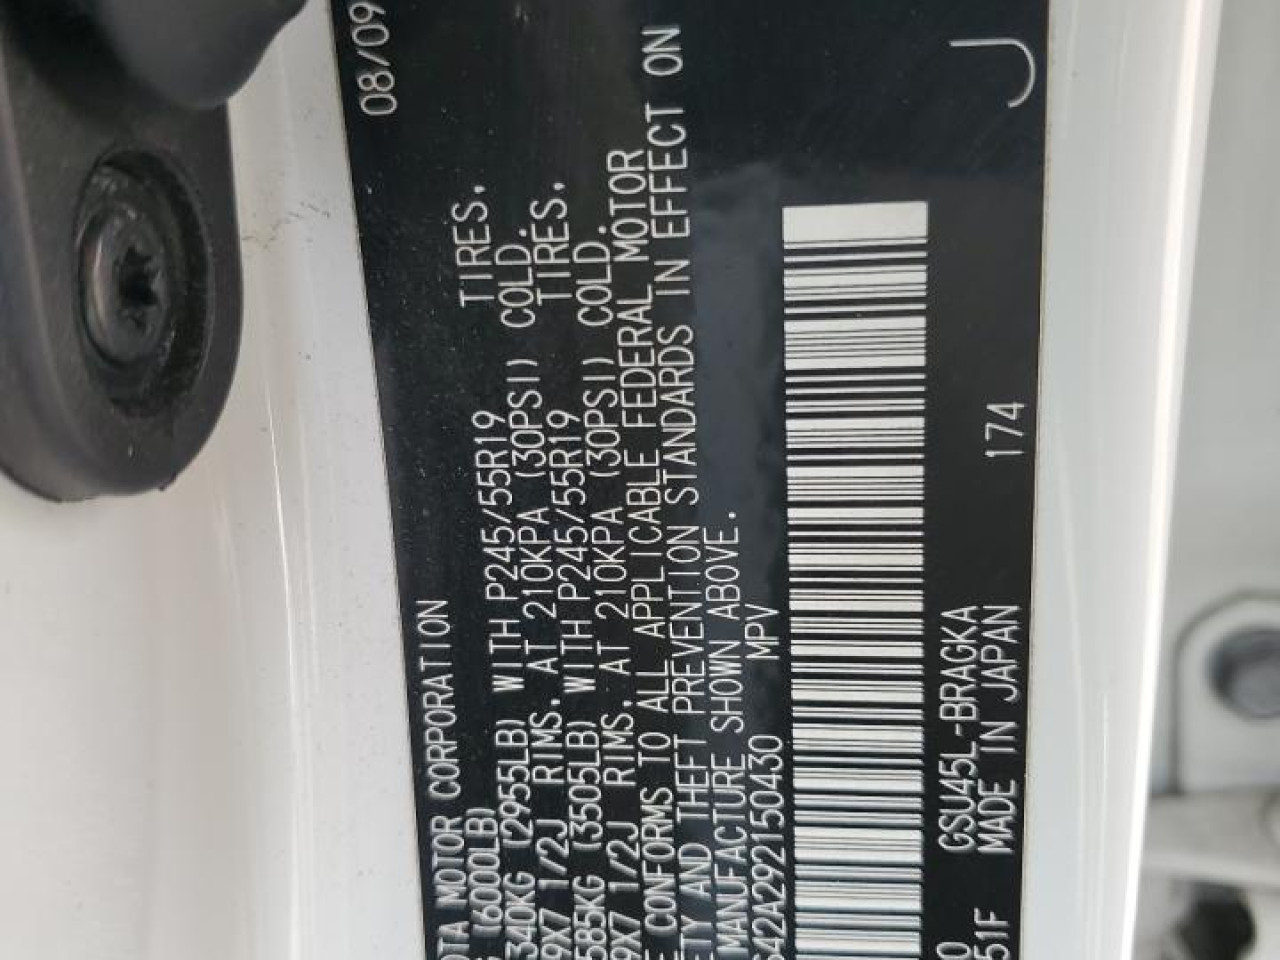 OTA MOTOR CORPORATION 08/09
(6000LB)
340KG (2955LB) WITH P245/55R19 TIRES,
9X7 1/2J RIMS, AT 210KPA (30PSI) COLD.
585KG (3505LB) WITH P245/55R19 TIRES,
9X7 1/2J RIMS, AT 210KPA (30PSI) COLD.
E CONFORMS TO ALL APPLICABLE FEDERAL MOTOR
ETY AND THEFT PREVENTION STANDARDS IN EFFECT ON
MANUFACTURE SHOWN ABOVE.
42A292150430 MPV
0 GSU45L-BRAGKA
51F MADE IN JAPAN 174 J